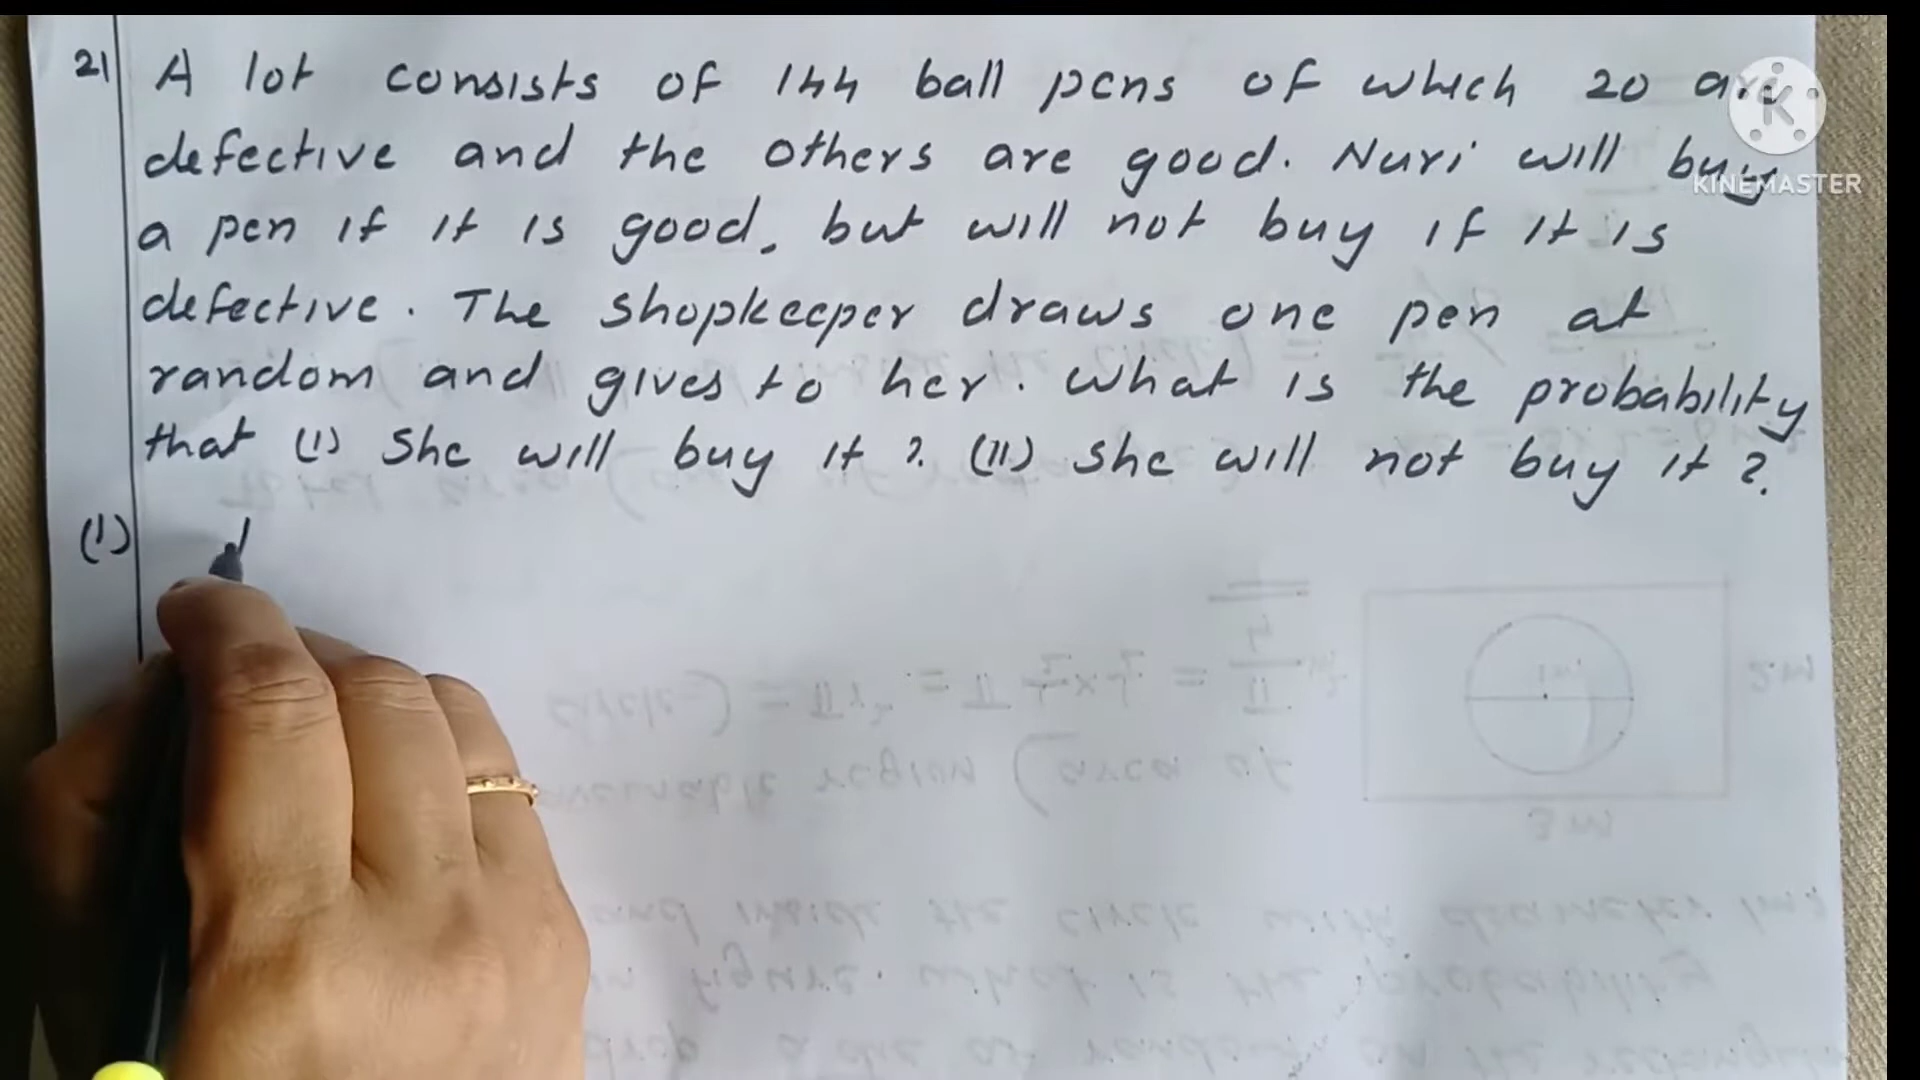 21 A lot consists of 144 ball pens of which 20 are
defective and the others are good. Nuri will buy
a pen if it is good, but will not buy if it is
defective. The shopkeeper draws one pen at
random and gives to her. What is the probability
that (i) She will buy it ? (ii) she will not buy it ?
(i)
K
KINEMASTER